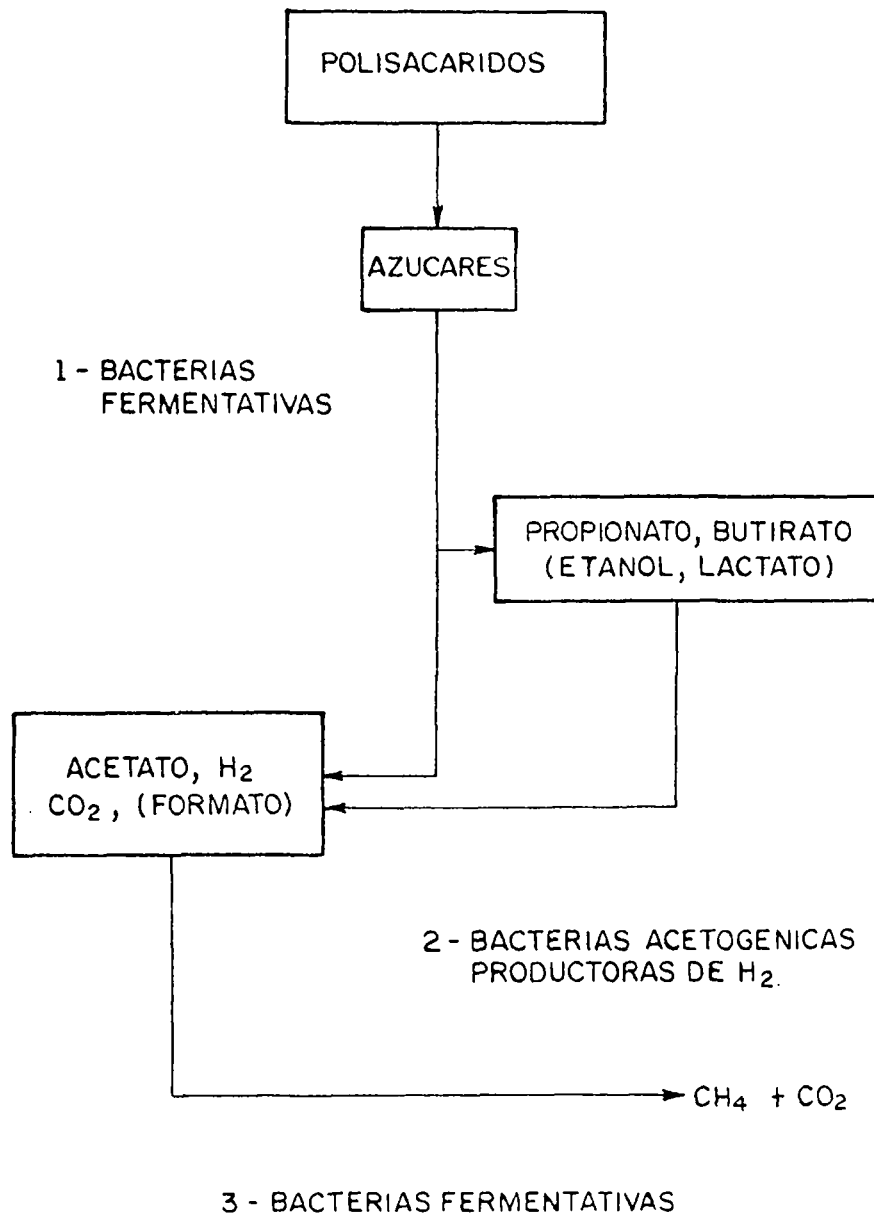 POLISACARIDOS
AZUCARES
1 - BACTERIAS
FERMENTATIVAS
PROPIONATO, BUTIRATO
(ETANOL, LACTATO)
ACETATO, H₂
CO₂, (FORMATO)
2 - BACTERIAS ACETOGENICAS
PRODUCTORAS DE H₂.
CH₄ + CO₂
3 - BACTERIAS FERMENTATIVAS